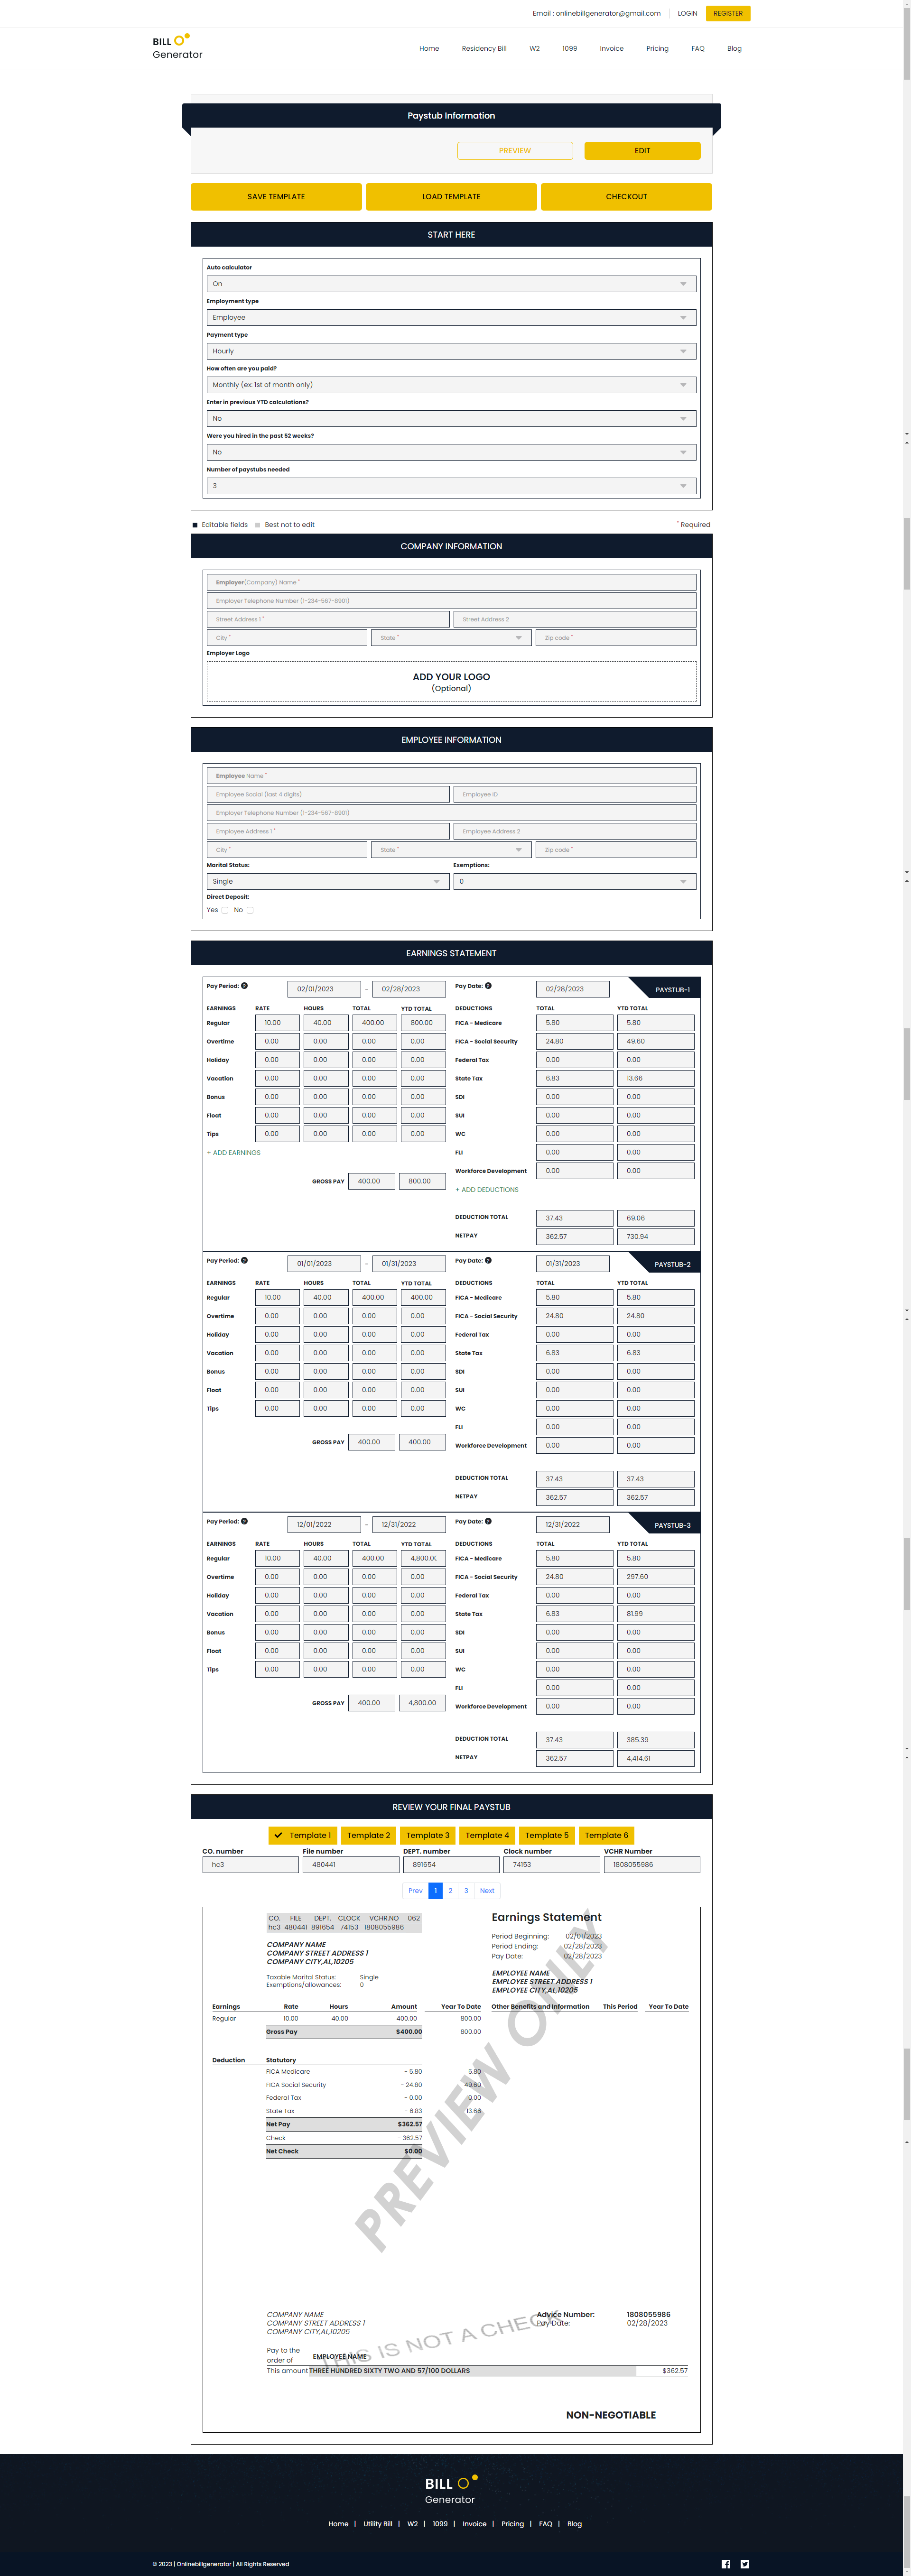 Email : onlinebillgenerator@gmail.com LOGIN REGISTER
BILL
Generator
Home Residency Bill W2 1099 Invoice Pricing FAQ Blog
Paystub Information
PREVIEW EDIT
SAVE TEMPLATE LOAD TEMPLATE CHECKOUT
START HERE
Auto calculator
On
Employment type
Employee
Payment type
Hourly
How often are you paid?
Monthly (ex: 1st of month only)
Enter in previous YTD calculations?
No
Were you hired in the past 52 weeks?
No
Number of paystubs needed
3
Editable fields Best not to edit * Required
COMPANY INFORMATION
Employer(Company) Name *
Employer Telephone Number (1-234-567-8901)
Street Address 1 * Street Address 2
City * State * Zip code *
Employer Logo
ADD YOUR LOGO
(Optional)
EMPLOYEE INFORMATION
Employee Name *
Employee Social (last 4 digits) Employee ID
Employer Telephone Number (1-234-567-8901)
Employee Address 1 * Employee Address 2
City * State * Zip code *
Marital Status: Exemptions:
Single 0
Direct Deposit:
Yes No
EARNINGS STATEMENT
Pay Period: ? 02/01/2023 - 02/28/2023 Pay Date: ? 02/28/2023 PAYSTUB-1
EARNINGS RATE HOURS TOTAL YTD TOTAL DEDUCTIONS TOTAL YTD TOTAL
Regular 10.00 40.00 400.00 800.00 FICA - Medicare 5.80 5.80
Overtime 0.00 0.00 0.00 0.00 FICA - Social Security 24.80 49.60
Holiday 0.00 0.00 0.00 0.00 Federal Tax 0.00 0.00
Vacation 0.00 0.00 0.00 0.00 State Tax 6.83 13.66
Bonus 0.00 0.00 0.00 0.00 SDI 0.00 0.00
Float 0.00 0.00 0.00 0.00 SUI 0.00 0.00
Tips 0.00 0.00 0.00 0.00 WC 0.00 0.00
+ ADD EARNINGS FLI 0.00 0.00
Workforce Development 0.00 0.00
GROSS PAY 400.00 800.00
+ ADD DEDUCTIONS
DEDUCTION TOTAL 37.43 69.06
NETPAY 362.57 730.94
Pay Period: ? 01/01/2023 - 01/31/2023 Pay Date: ? 01/31/2023 PAYSTUB-2
EARNINGS RATE HOURS TOTAL YTD TOTAL DEDUCTIONS TOTAL YTD TOTAL
Regular 10.00 40.00 400.00 400.00 FICA - Medicare 5.80 5.80
Overtime 0.00 0.00 0.00 0.00 FICA - Social Security 24.80 24.80
Holiday 0.00 0.00 0.00 0.00 Federal Tax 0.00 0.00
Vacation 0.00 0.00 0.00 0.00 State Tax 6.83 6.83
Bonus 0.00 0.00 0.00 0.00 SDI 0.00 0.00
Float 0.00 0.00 0.00 0.00 SUI 0.00 0.00
Tips 0.00 0.00 0.00 0.00 WC 0.00 0.00
FLI 0.00 0.00
GROSS PAY 400.00 400.00 Workforce Development 0.00 0.00
DEDUCTION TOTAL 37.43 37.43
NETPAY 362.57 362.57
Pay Period: ? 12/01/2022 - 12/31/2022 Pay Date: ? 12/31/2022 PAYSTUB-3
EARNINGS RATE HOURS TOTAL YTD TOTAL DEDUCTIONS TOTAL YTD TOTAL
Regular 10.00 40.00 400.00 4,800.00 FICA - Medicare 5.80 5.80
Overtime 0.00 0.00 0.00 0.00 FICA - Social Security 24.80 297.60
Holiday 0.00 0.00 0.00 0.00 Federal Tax 0.00 0.00
Vacation 0.00 0.00 0.00 0.00 State Tax 6.83 81.99
Bonus 0.00 0.00 0.00 0.00 SDI 0.00 0.00
Float 0.00 0.00 0.00 0.00 SUI 0.00 0.00
Tips 0.00 0.00 0.00 0.00 WC 0.00 0.00
FLI 0.00 0.00
GROSS PAY 400.00 4,800.00 Workforce Development 0.00 0.00
DEDUCTION TOTAL 37.43 385.39
NETPAY 362.57 4,414.61
REVIEW YOUR FINAL PAYSTUB
Template 1 Template 2 Template 3 Template 4 Template 5 Template 6
CO. number File number DEPT. number Clock number VCHR Number
hc3 480441 891654 74153 1808055986
Prev 1 2 3 Next
CO. FILE DEPT. CLOCK VCHR.NO 062 Earnings Statement
hc3 480441 891654 74153 1808055986
Period Beginning: 02/01/2023
COMPANY NAME Period Ending: 02/28/2023
COMPANY STREET ADDRESS 1 Pay Date: 02/28/2023
COMPANY CITY,AL,10205
EMPLOYEE NAME
Taxable Marital Status: Single EMPLOYEE STREET ADDRESS 1
Exemptions/allowances: 0 EMPLOYEE CITY,AL,10205
Earnings Rate Hours Amount Year To Date Other Benefits and Information This Period Year To Date
Regular 10.00 40.00 400.00 800.00
Gross Pay $400.00 800.00
Deduction Statutory
FICA Medicare - 5.80 5.80
FICA Social Security - 24.80 49.60
Federal Tax - 0.00 0.00
State Tax - 6.83 13.66
Net Pay $362.57
Check - 362.57
Net Check $0.00
PREVIEW ONLY
COMPANY NAME Advice Number: 1808055986
COMPANY STREET ADDRESS 1 Pay Date: 02/28/2023
COMPANY CITY,AL,10205
THIS IS NOT A CHECK
Pay to the
order of EMPLOYEE NAME
This amount THREE HUNDRED SIXTY TWO AND 57/100 DOLLARS $362.57
NON-NEGOTIABLE
BILL
Generator
Home | Utility Bill | W2 | 1099 | Invoice | Pricing | FAQ | Blog
© 2023 | Onlinebillgenerator | All Rights Reserved